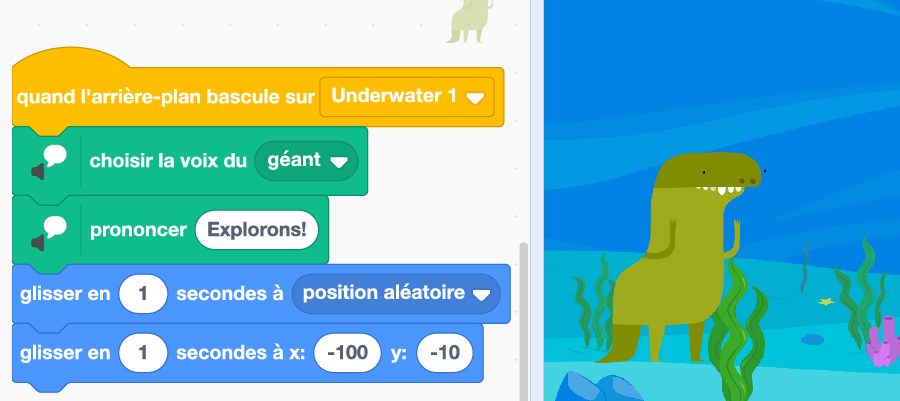 quand l'arrière-plan bascule sur Underwater 1
choisir la voix du géant
prononcer Explorons!
glisser en 1 secondes à position aléatoire
glisser en 1 secondes à x: -100 y: -10